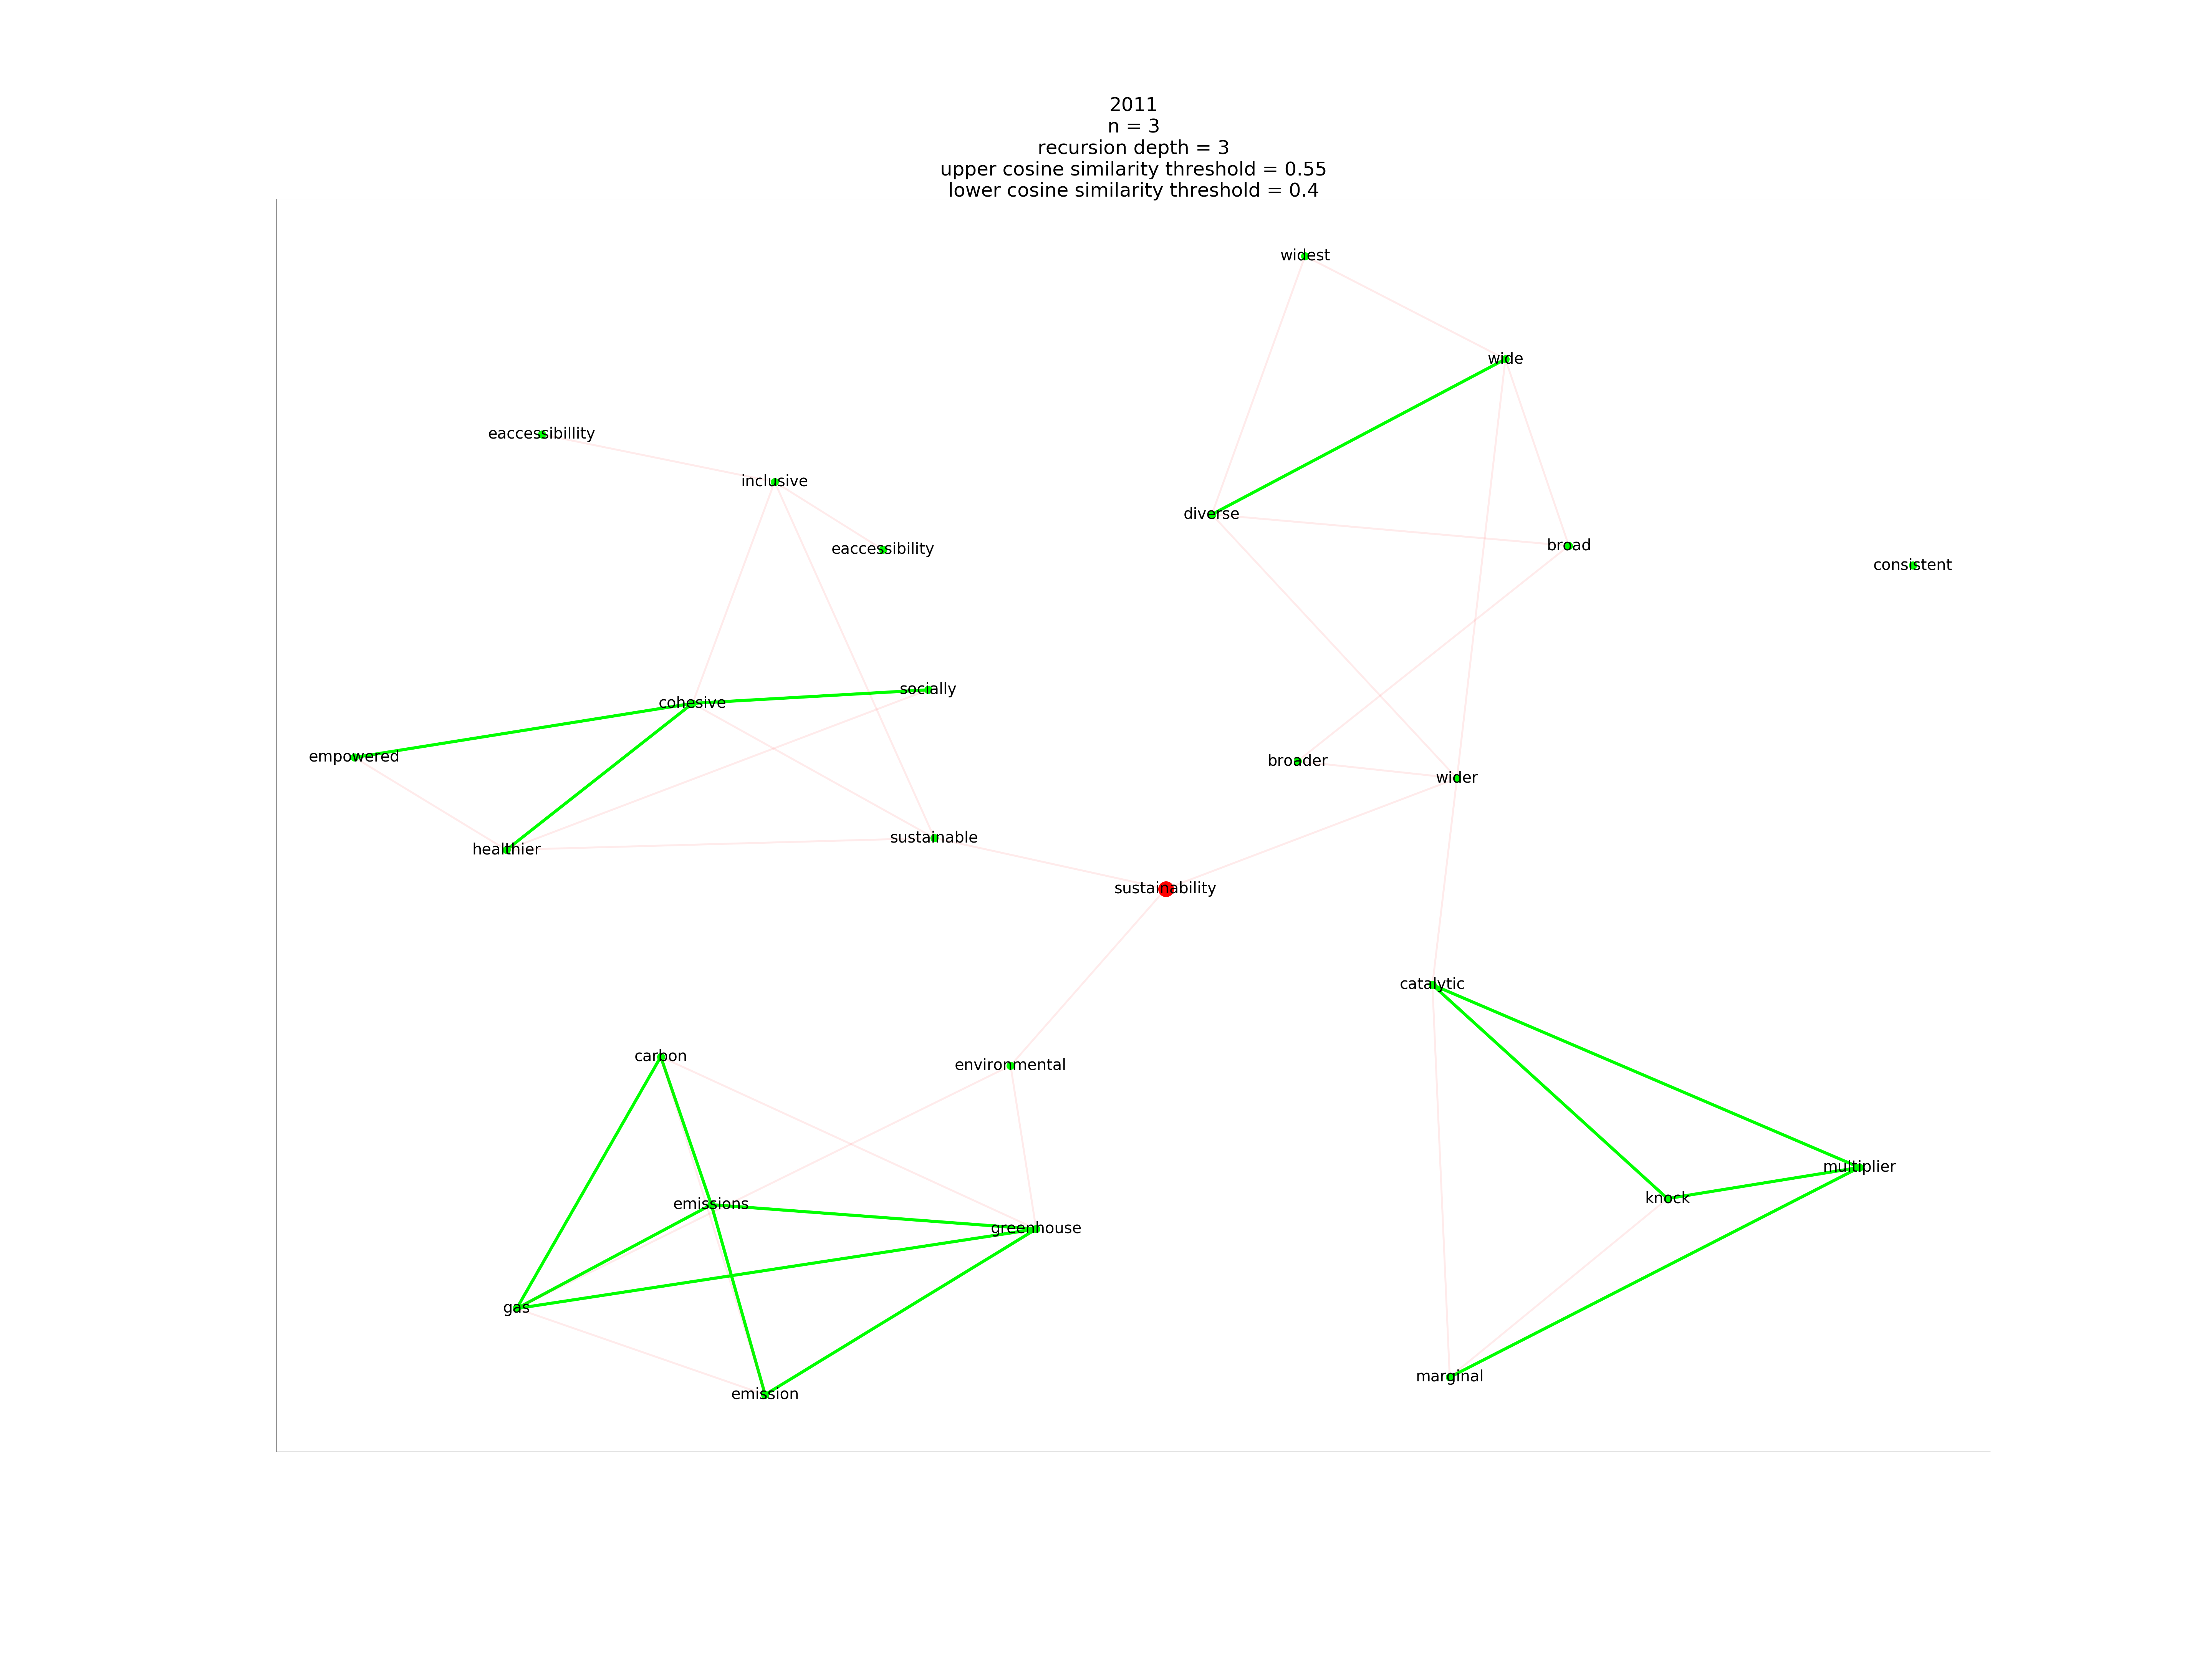 2011
n = 3
recursion depth = 3
upper cosine similarity threshold = 0.55
lower cosine similarity threshold = 0.4
widest
wide
eaccessibillity
inclusive
diverse
broad
eaccessibility
consistent
socially
cohesive
empowered
broader
wider
sustainable
healthier
sustainability
catalytic
carbon
environmental
multiplier
knock
emissions
greenhouse
gas
marginal
emission